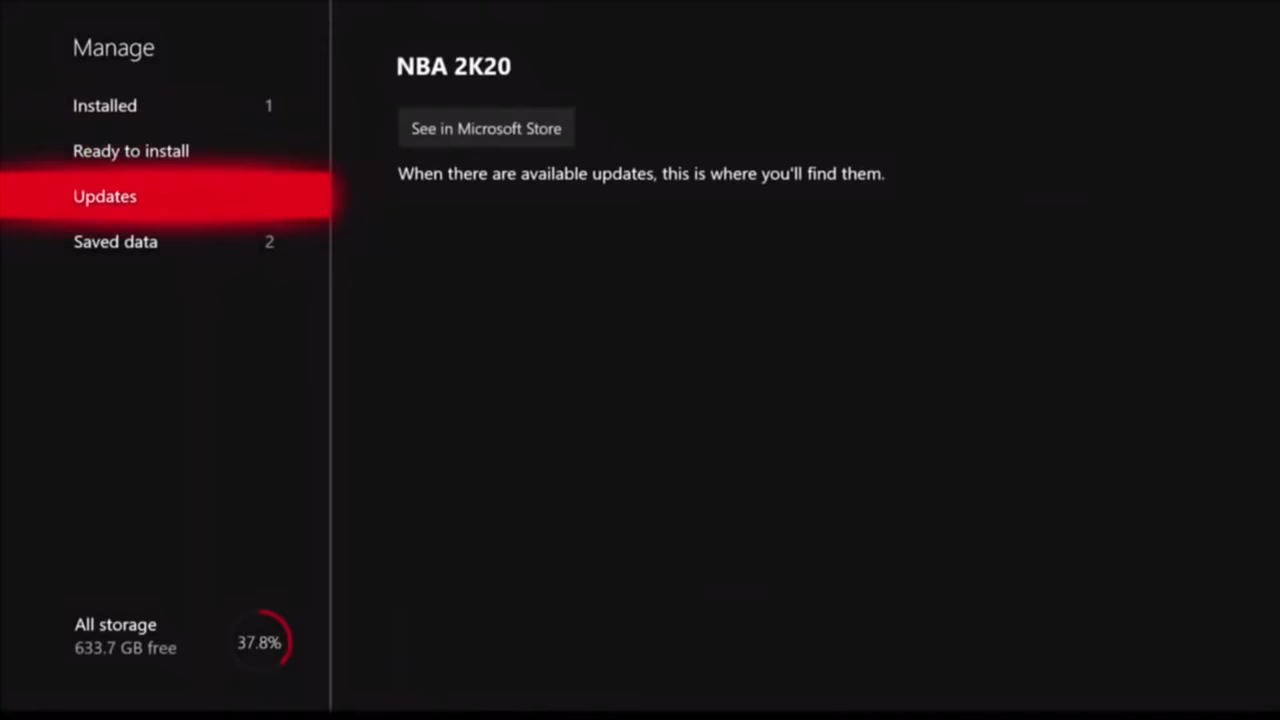 Manage
Installed 1
Ready to install
Updates
Saved data 2
All storage
633.7 GB free
37.8%
NBA 2K20
See in Microsoft Store
When there are available updates, this is where you'll find them.